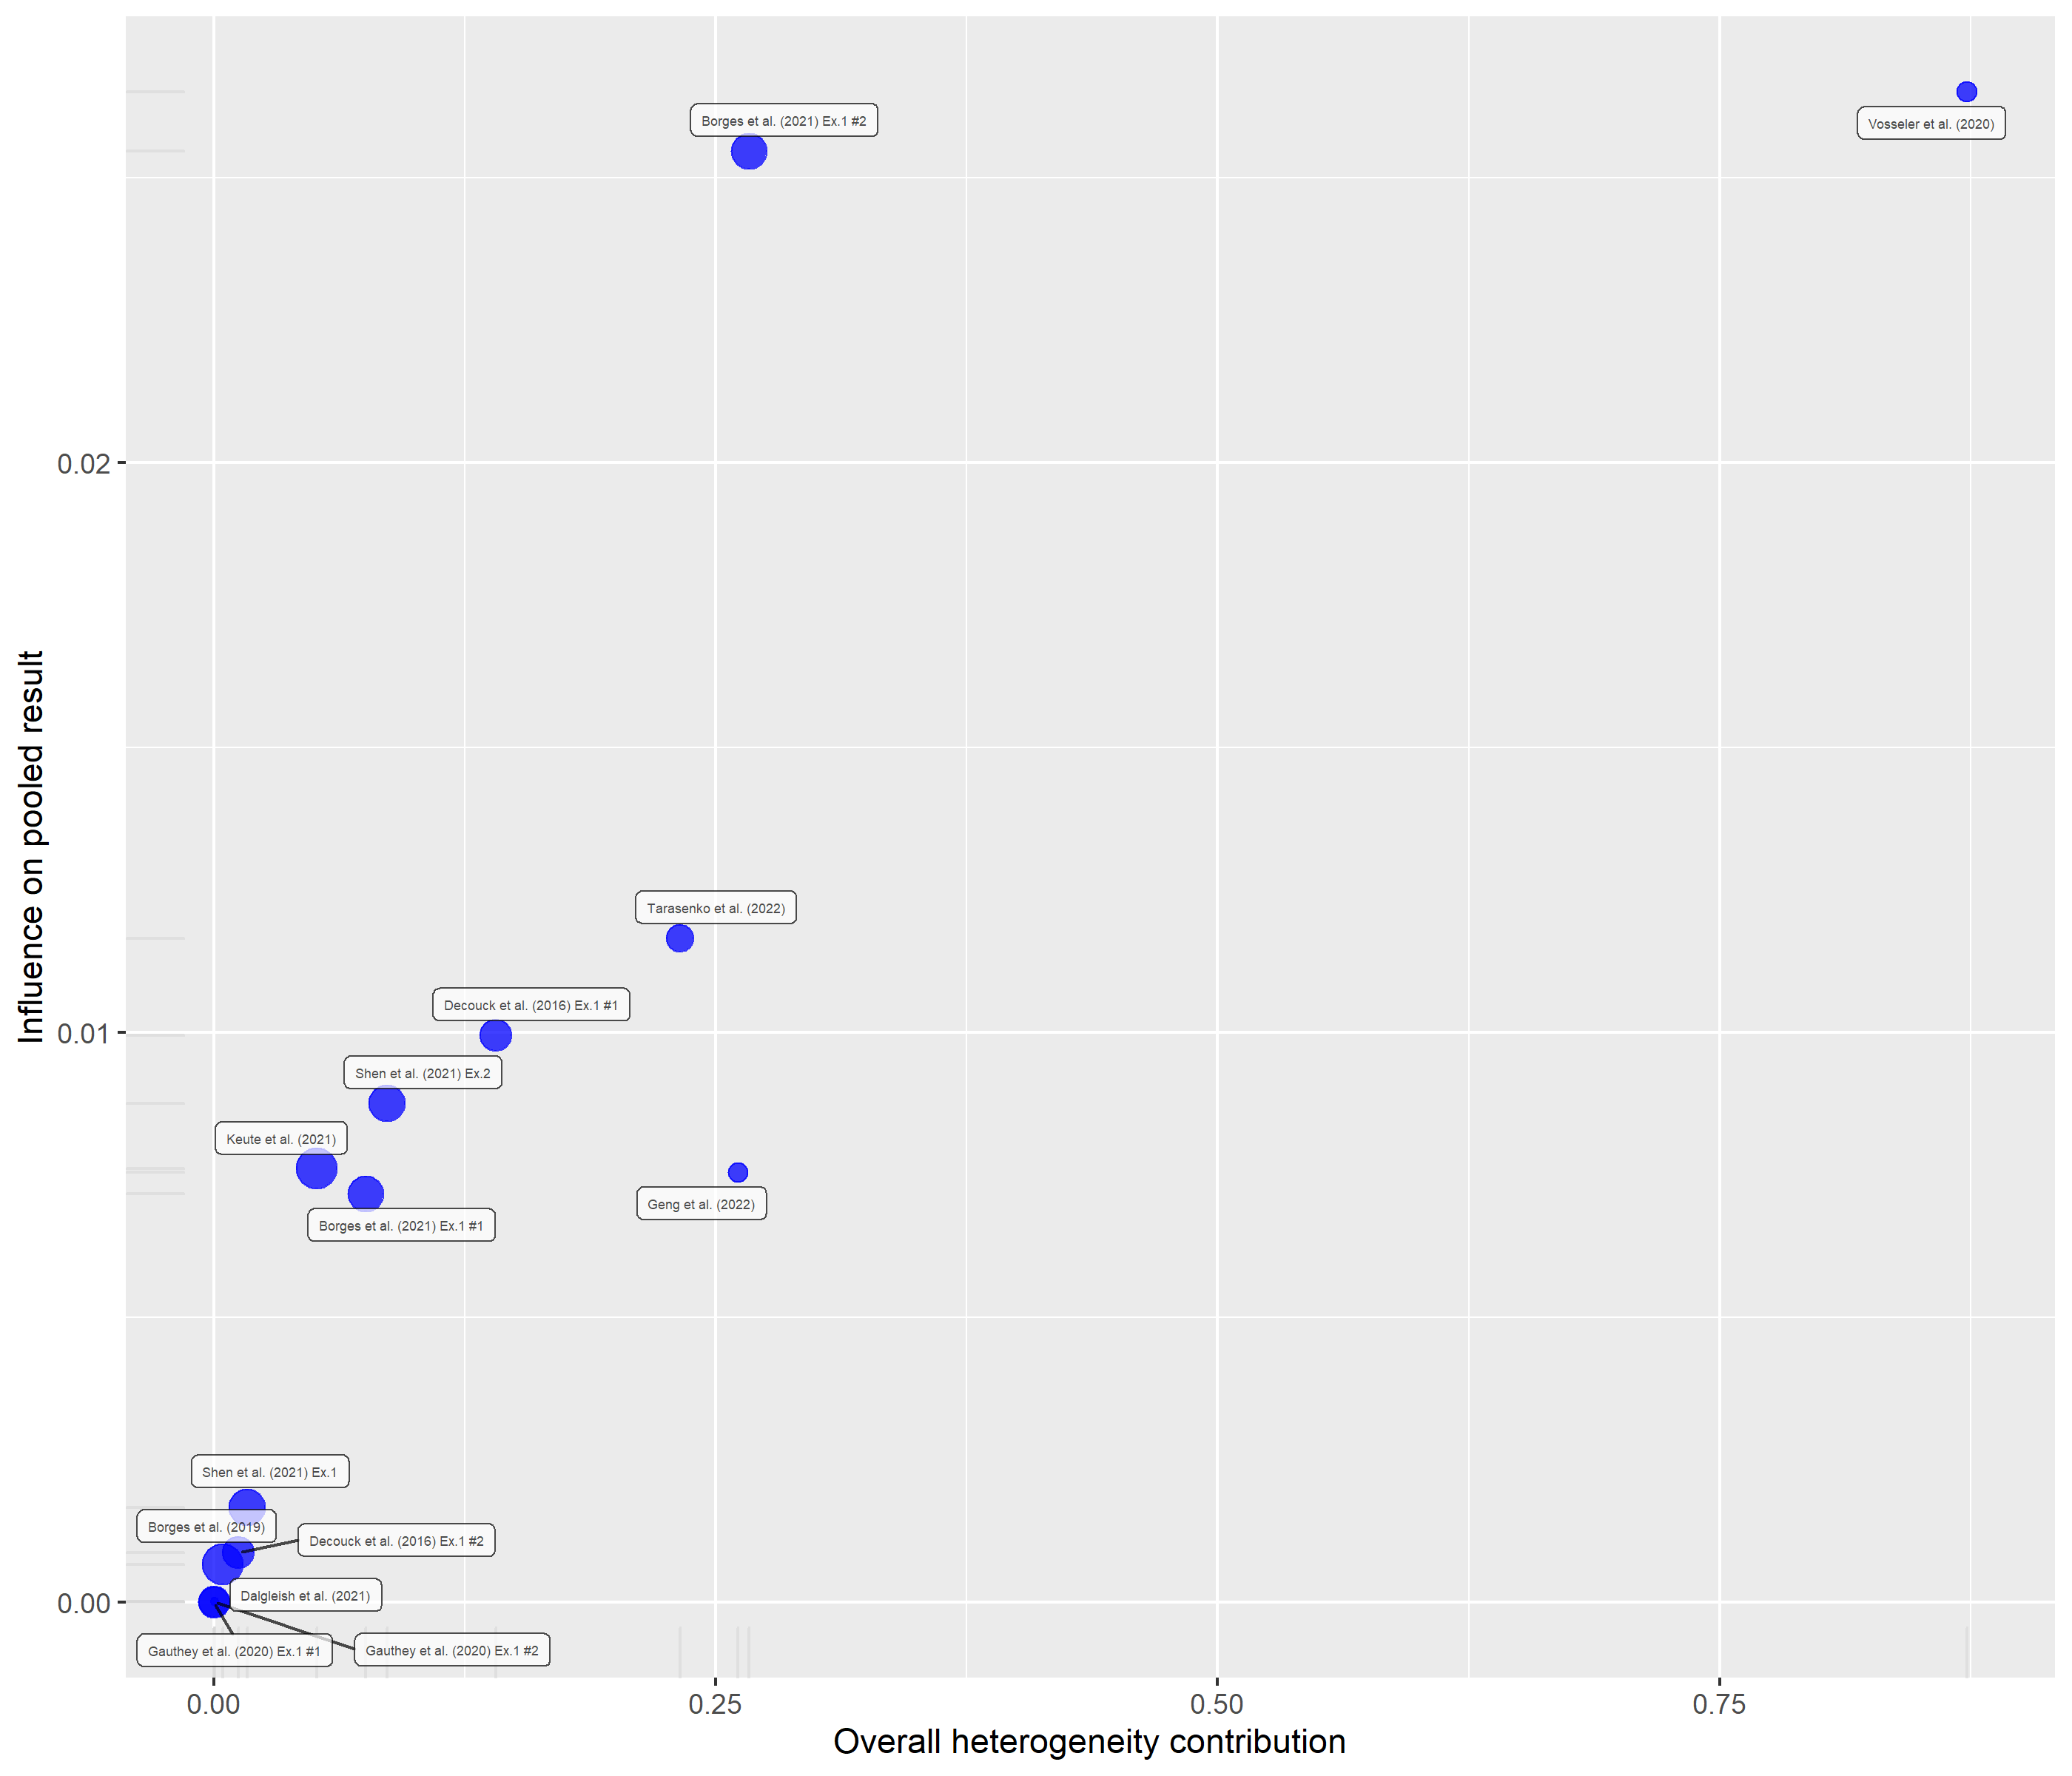 Borges et al. (2021) Ex.1 #2
Vosseler et al. (2020)
0.02
Influence on pooled result
Tarasenko et al. (2022)
Decouck et al. (2016) Ex.1 #1
0.01
Shen et al. (2021) Ex.2
Keute et al. (2021)
Geng et al. (2022)
Borges et al. (2021) Ex.1 #1
Shen et al. (2021) Ex.1
Borges et al. (2019)
Decouck et al. (2016) Ex.1 #2
Dalgleish et al. (2021)
0.00
Gauthey et al. (2020) Ex.1 #1
Gauthey et al. (2020) Ex.1 #2
0.00 0.25 0.50 0.75
Overall heterogeneity contribution